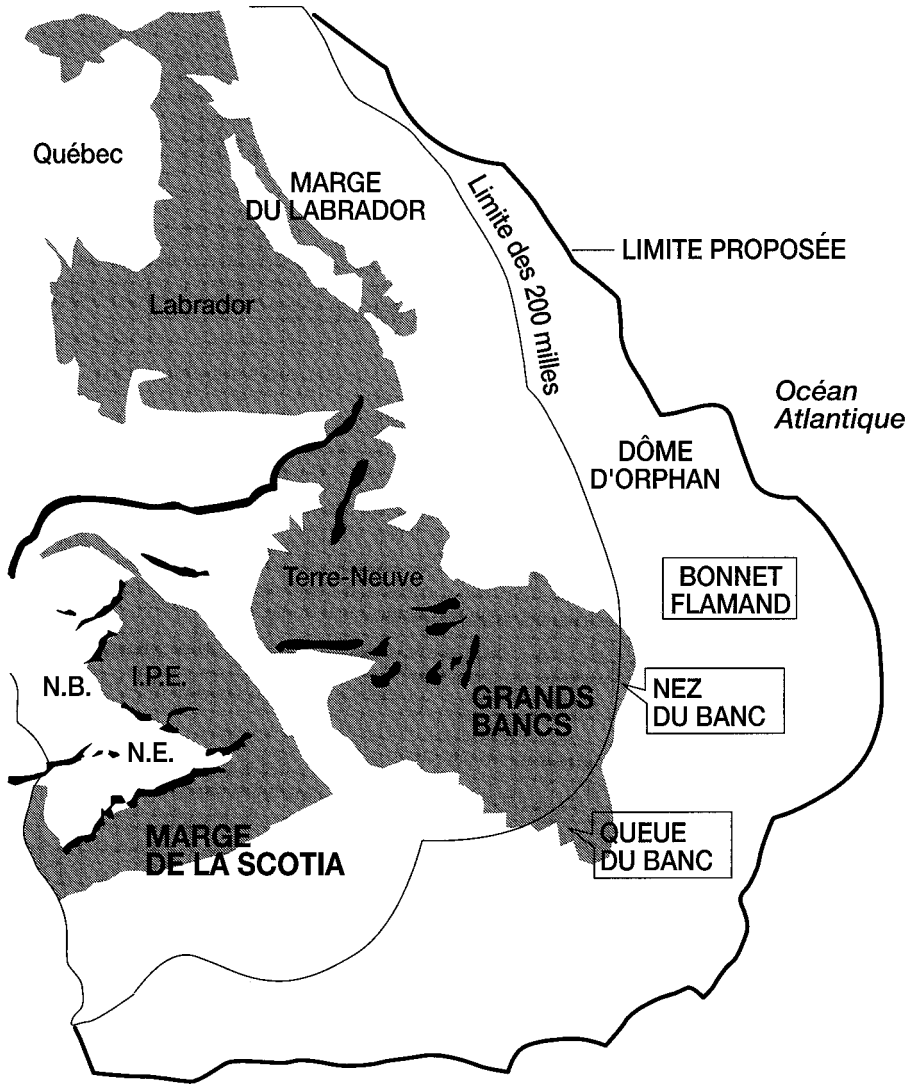 Québec
MARGE
DU LABRADOR
Limite des 200 milles
LIMITE PROPOSÉE
Labrador
Océan
Atlantique
DÔME
D'ORPHAN
Terre-Neuve
BONNET
FLAMAND
N.B.
I.P.E.
GRANDS
BANCS
NEZ
DU BANC
N.E.
MARGE
DE LA SCOTIA
QUEUE
DU BANC